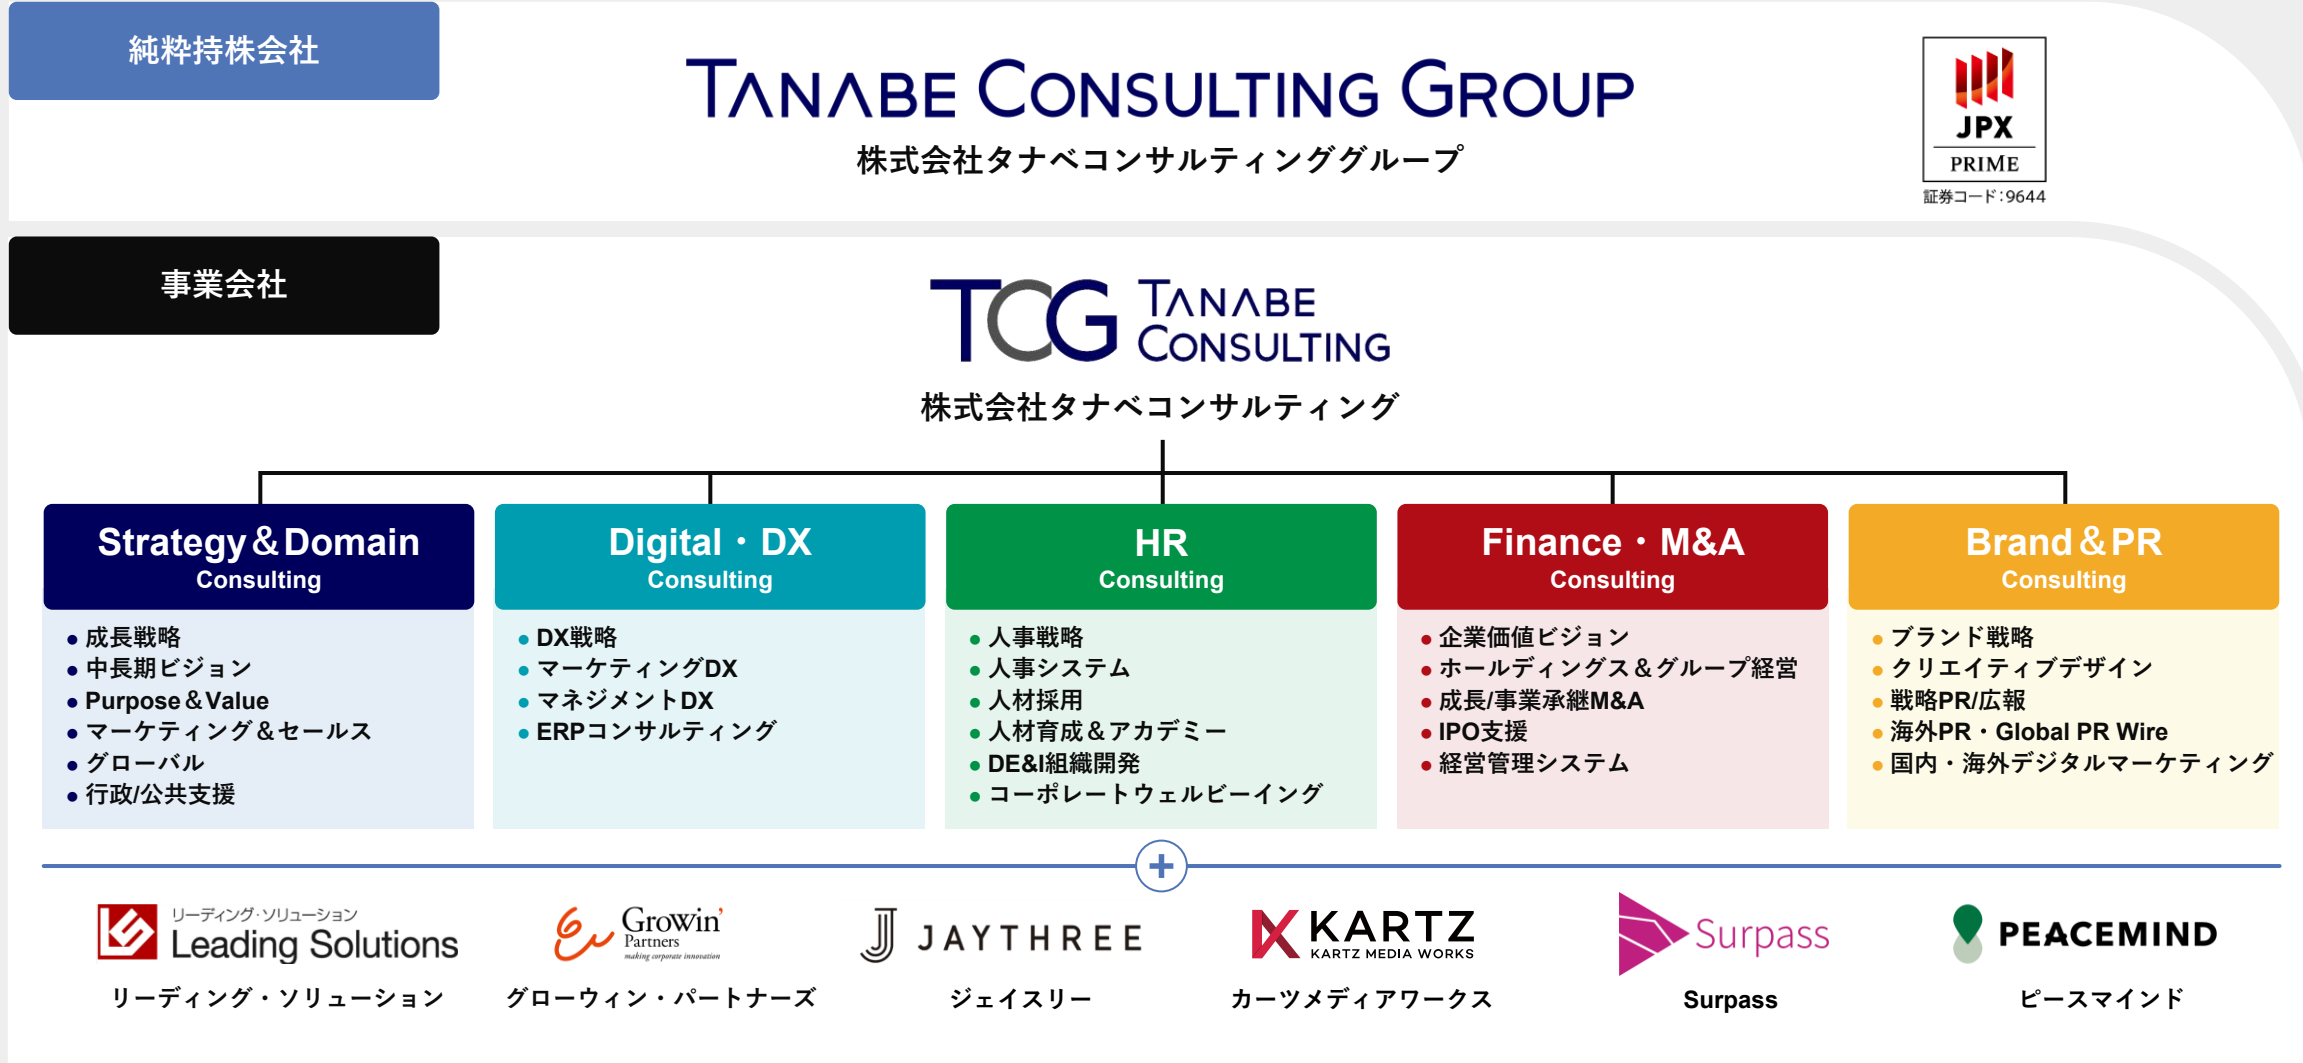 純粋持株会社
TANABE CONSULTING GROUP
株式会社タナベコンサルティンググループ
JPX
PRIME
証券コード:9644
事業会社
TCG TANABE
CONSULTING
株式会社タナベコンサルティング
Strategy＆Domain
Consulting
成長戦略
中長期ビジョン
Purpose＆Value
マーケティング＆セールス
グローバル
行政/公共支援
Digital・DX
Consulting
DX戦略
マーケティングDX
マネジメントDX
ERPコンサルティング
HR
Consulting
人事戦略
人事システム
人材採用
人材育成＆アカデミー
DE&I組織開発
コーポレートウェルビーイング
Finance・M&A
Consulting
企業価値ビジョン
ホールディングス＆グループ経営
成長/事業承継M&A
IPO支援
経営管理システム
Brand＆PR
Consulting
ブランド戦略
クリエイティブデザイン
戦略PR/広報
海外PR・Global PR Wire
国内・海外デジタルマーケティング
+
リーディング・ソリューション
Leading Solutions
リーディング・ソリューション
Growin'
Partners
making corporate innovation
グローウィン・パートナーズ
JAYTHREE
ジェイスリー
KARTZ
KARTZ MEDIA WORKS
カーツメディアワークス
Surpass
Surpass
PEACEMIND
ピースマインド